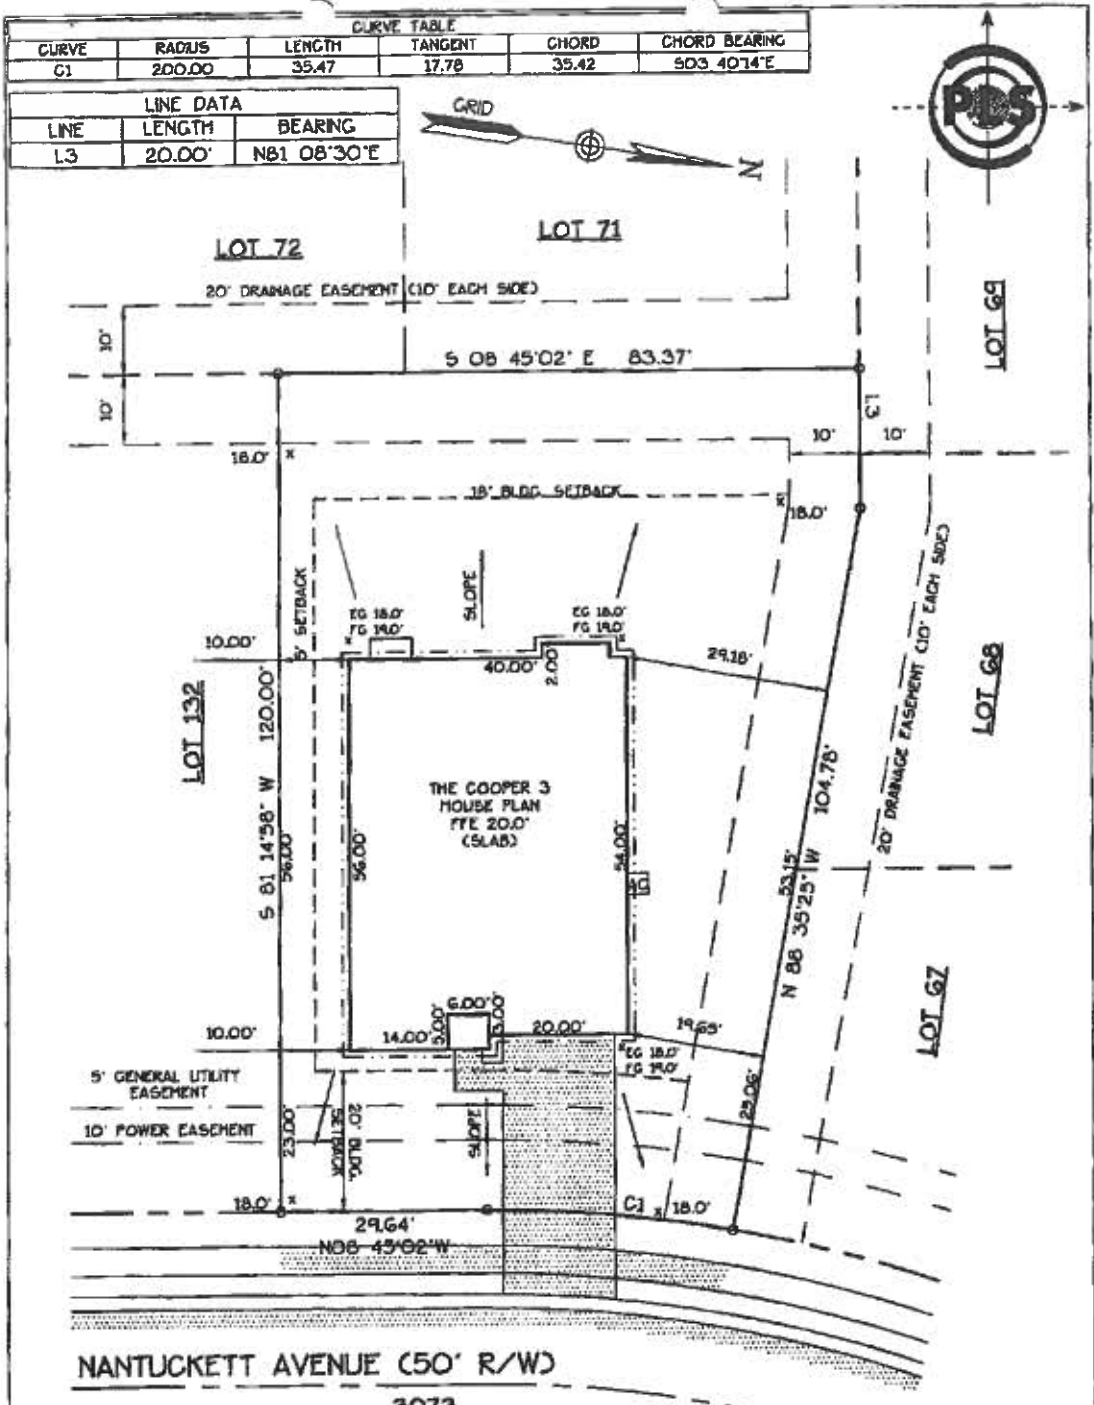 CURVE TABLE
CURVE RADIUS LENGTH TANGENT CHORD CHORD BEARING
C1 200.00 35.47 17.78 35.42 S03 40'14"E
LINE DATA
LINE LENGTH BEARING
L3 20.00' N81 08'30"E
GRID
N
PLS
LOT 72
LOT 71
LOT 69
20' DRAINAGE EASEMENT (10' EACH SIDE)
10'
S 08 45'02" E 83.37'
L3
10'
10' 10'
18.0' x
18' BLDG. SETBACK
x
18.0'
5' SETBACK
SLOPE
EG 18.0'
FG 19.0'
x
EG 18.0'
FG 19.0'
x
10.00'
40.00'
2.00'
29.18'
20' DRAINAGE EASEMENT (10' EACH SIDE)
LOT 68
LOT 132
S 81 14'58" W 120.00'
56.00'
56.00'
THE COOPER 3
HOUSE PLAN
FFE 20.0'
(SLAB)
54.00'
104.78'
53.15'
N 88 35'25" W
LOT 67
10.00'
14.00'
5.00'
6.00'
3.00'
20.00'
19.65'
x
EG 18.0'
FG 19.0'
25.06'
5' GENERAL UTILITY
EASEMENT
10' POWER EASEMENT
23.00'
20' BLDG.
SETBACK
SLOPE
18.0' x
C1 x 18.0'
29.64'
N08 45'02"W
NANTUCKETT AVENUE (50' R/W)
3073